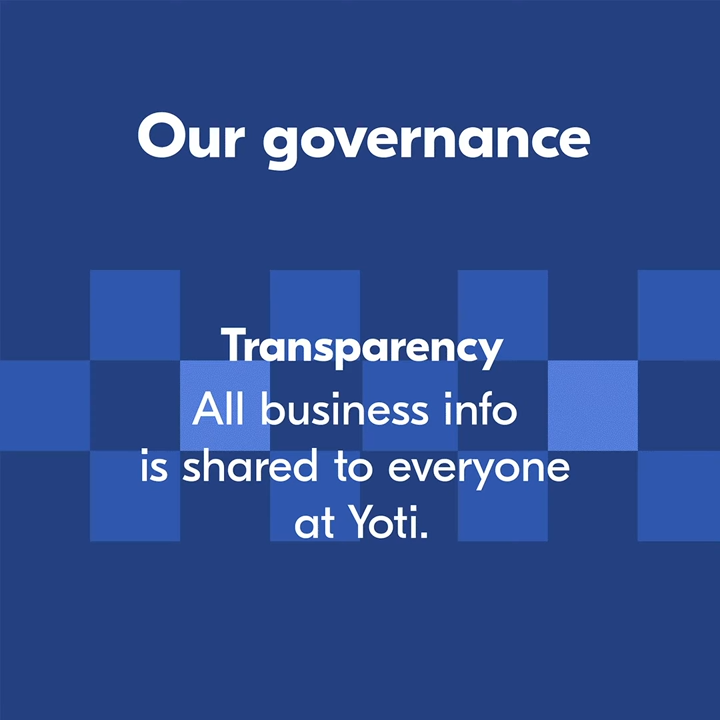 Our governance
Transparency
All business info
is shared to everyone
at Yoti.